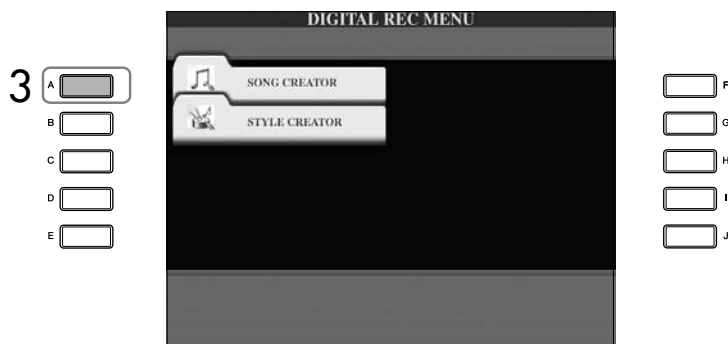 DIGITAL REC MENU
3
A
SONG CREATOR
F
B
STYLE CREATOR
G
C
H
D
I
E
J